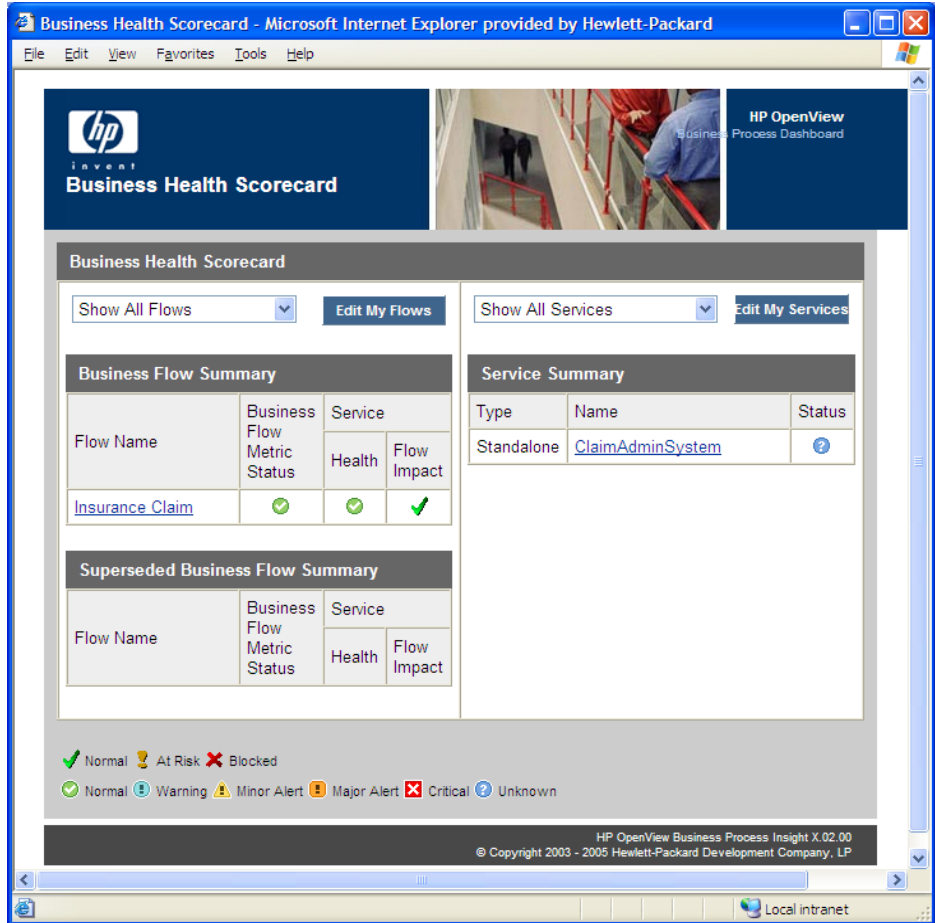 Business Health Scorecard - Microsoft Internet Explorer provided by Hewlett-Packard
File Edit View Favorites Tools Help
hp
invent
Business Health Scorecard
HP OpenView
Business Process Dashboard
Business Health Scorecard
Show All Flows
Edit My Flows
Show All Services
Edit My Services
Business Flow Summary
Flow Name
Business
Flow
Metric
Status
Service
Health
Flow
Impact
Insurance Claim
Service Summary
Type Name Status
Standalone ClaimAdminSystem
Superseded Business Flow Summary
Flow Name
Business
Flow
Metric
Status
Service
Health
Flow
Impact
Normal At Risk Blocked
Normal Warning Minor Alert Major Alert Critical Unknown
HP OpenView Business Process Insight X.02.00
© Copyright 2003 - 2005 Hewlett-Packard Development Company, LP
Local intranet